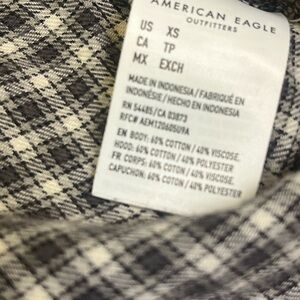 AMERICAN EAGLE
OUTFITTERS
US XS
CA TP
MX EXCH
MADE IN INDONESIA / FABRIQUÉ EN
INDONÉSIE / HECHO EN INDONESIA
RN 54485/CA 03873
RFC# AEM120605U9A
EN BODY: 60% COTTON / 40% VISCOSE.
HOOD: 60% COTTON / 40% POLYESTER
FR CORPS: 60% COTON / 40% VISCOSE.
CAPUCHON: 60% COTON / 40% POLYESTER